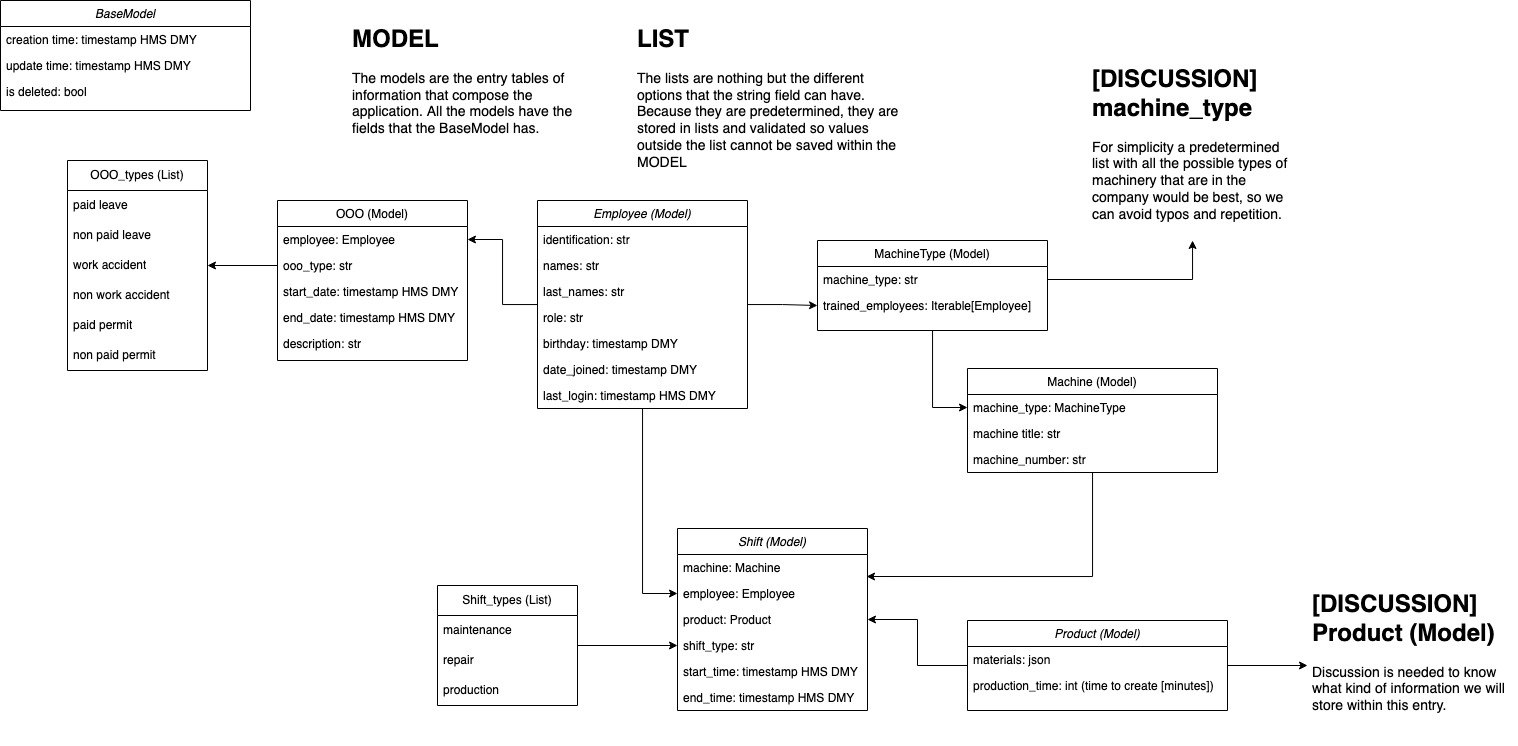 BaseModel
creation time: timestamp HMS DMY
update time: timestamp HMS DMY
is deleted: bool
MODEL
The models are the entry tables of
information that compose the
application. All the models have the
fields that the BaseModel has.
LIST
The lists are nothing but the different
options that the string field can have.
Because they are predetermined, they are
stored in lists and validated so values
outside the list cannot be saved within the
MODEL
[DISCUSSION]
machine_type
For simplicity a predetermined
list with all the possible types of
machinery that are in the
company would be best, so we
can avoid typos and repetition.
OOO_types (List)
paid leave
non paid leave
work accident
non work accident
paid permit
non paid permit
OOO (Model)
employee: Employee
ooo_type: str
start_date: timestamp HMS DMY
end_date: timestamp HMS DMY
description: str
Employee (Model)
identification: str
names: str
last_names: str
role: str
birthday: timestamp DMY
date_joined: timestamp DMY
last_login: timestamp HMS DMY
MachineType (Model)
machine_type: str
trained_employees: Iterable[Employee]
Machine (Model)
machine_type: MachineType
machine title: str
machine_number: str
Shift_types (List)
maintenance
repair
production
Shift (Model)
machine: Machine
employee: Employee
product: Product
shift_type: str
start_time: timestamp HMS DMY
end_time: timestamp HMS DMY
Product (Model)
materials: json
production_time: int (time to create [minutes])
[DISCUSSION]
Product (Model)
Discussion is needed to know
what kind of information we will
store within this entry.